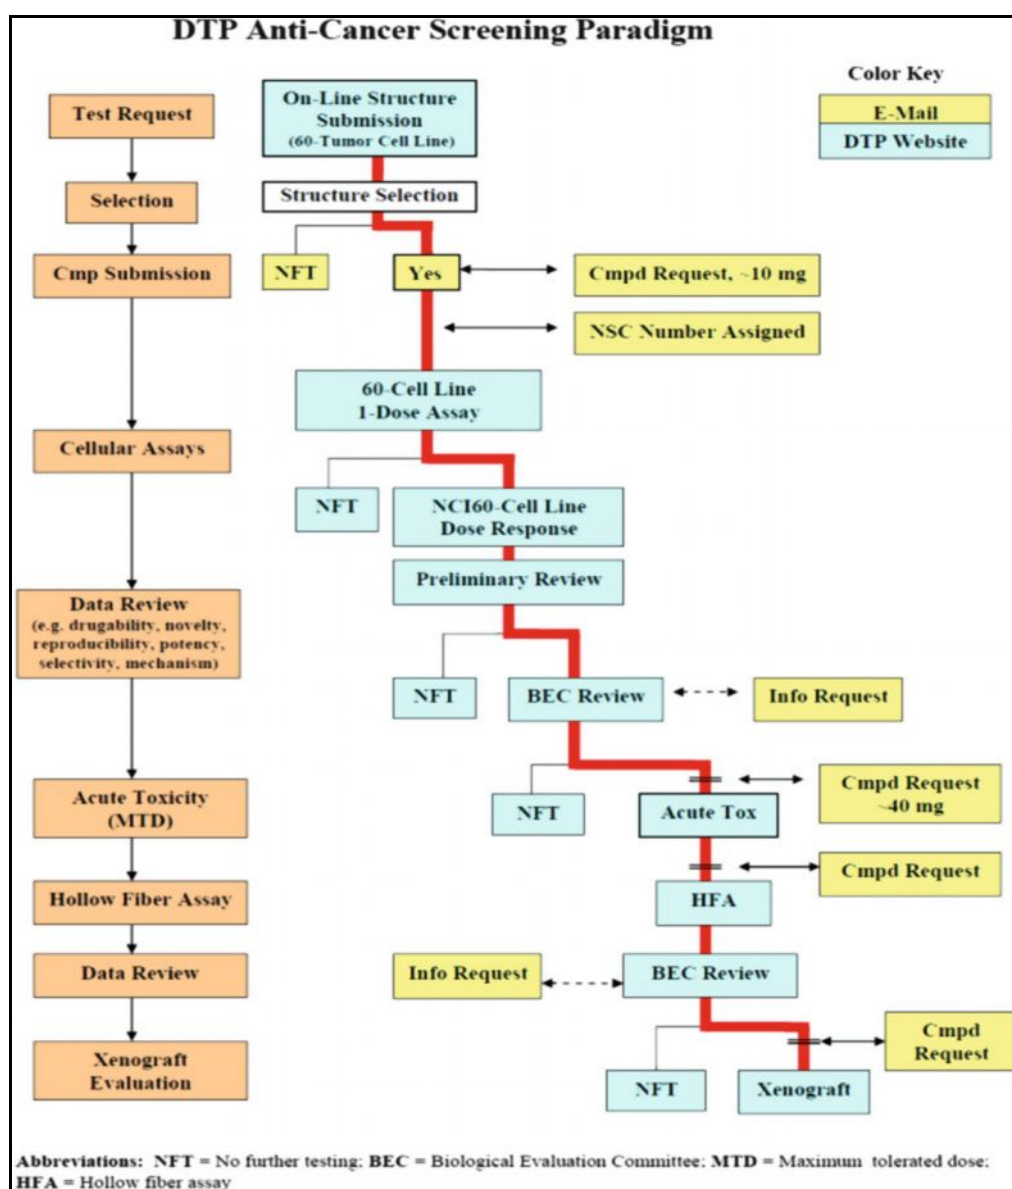 DTP Anti-Cancer Screening Paradigm
Color Key
E-Mail
DTP Website
Test Request
Selection
Cmp Submission
Cellular Assays
Data Review
(e.g. drugability, novelty,
reproducibility, potency,
selectivity, mechanism)
Acute Toxicity
(MTD)
Hollow Fiber Assay
Data Review
Xenograft
Evaluation
On-Line Structure
Submission
(60-Tumor Cell Line)
Structure Selection
NFT
Yes
Cmpd Request, ~10 mg
NSC Number Assigned
60-Cell Line
1-Dose Assay
NFT
NCI60-Cell Line
Dose Response
Preliminary Review
NFT
BEC Review
Info Request
NFT
Acute Tox
Cmpd Request
~40 mg
Cmpd Request
HFA
Info Request
BEC Review
Cmpd
Request
NFT
Xenograft
Abbreviations: NFT = No further testing; BEC = Biological Evaluation Committee; MTD = Maximum tolerated dose;
HFA = Hollow fiber assay